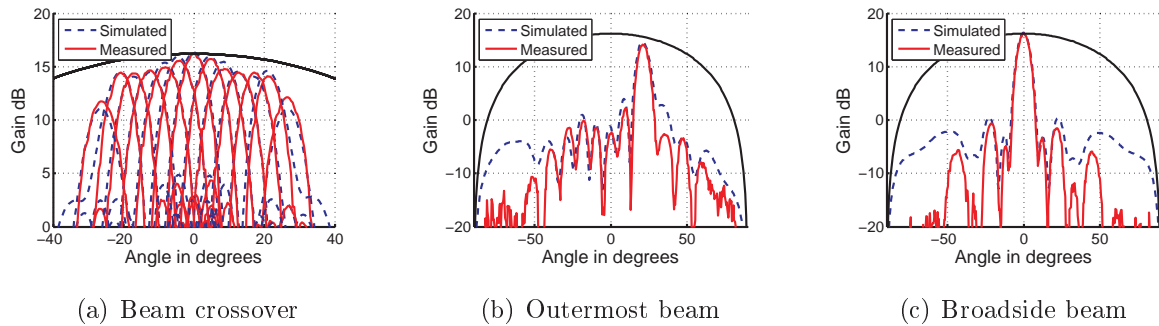 20
15
10
5
0
−40
−20
0
20
40
Gain dB
Angle in degrees
Simulated
Measured
(a) Beam crossover
20
10
0
−10
−20
−50
0
50
Gain dB
Angle in degrees
Simulated
Measured
(b) Outermost beam
20
10
0
−10
−20
−50
0
50
Gain dB
Angle in degrees
Simulated
Measured
(c) Broadside beam